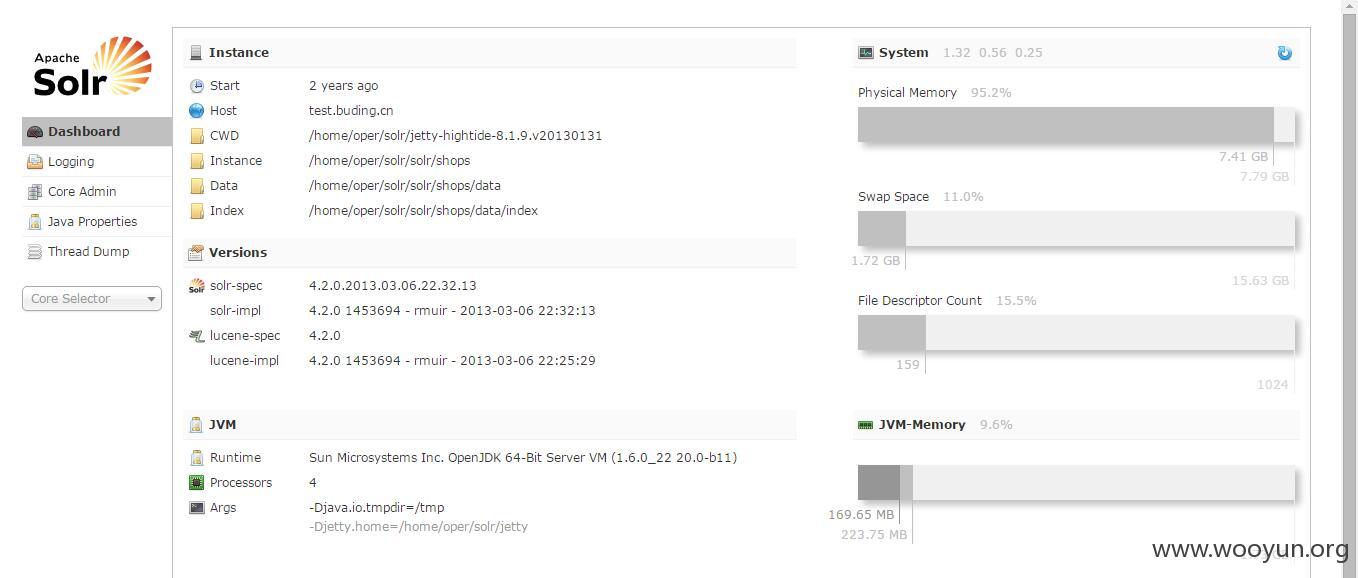 Apache
Solr
Dashboard
Logging
Core Admin
Java Properties
Thread Dump
Core Selector
Instance
Start 2 years ago
Host test.buding.cn
CWD /home/oper/solr/jetty-hightide-8.1.9.v20130131
Instance /home/oper/solr/solr/shops
Data /home/oper/solr/solr/shops/data
Index /home/oper/solr/solr/shops/data/index
Versions
solr-spec 4.2.0.2013.03.06.22.32.13
solr-impl 4.2.0 1453694 - rmuir - 2013-03-06 22:32:13
lucene-spec 4.2.0
lucene-impl 4.2.0 1453694 - rmuir - 2013-03-06 22:25:29
JVM
Runtime Sun Microsystems Inc. OpenJDK 64-Bit Server VM (1.6.0_22 20.0-b11)
Processors 4
Args -Djava.io.tmpdir=/tmp
-Djetty.home=/home/oper/solr/jetty
System 1.32 0.56 0.25
Physical Memory 95.2%
7.41 GB
7.79 GB
Swap Space 11.0%
1.72 GB
15.63 GB
File Descriptor Count 15.5%
159
1024
JVM-Memory 9.6%
169.65 MB
223.75 MB
www.wooyun.org